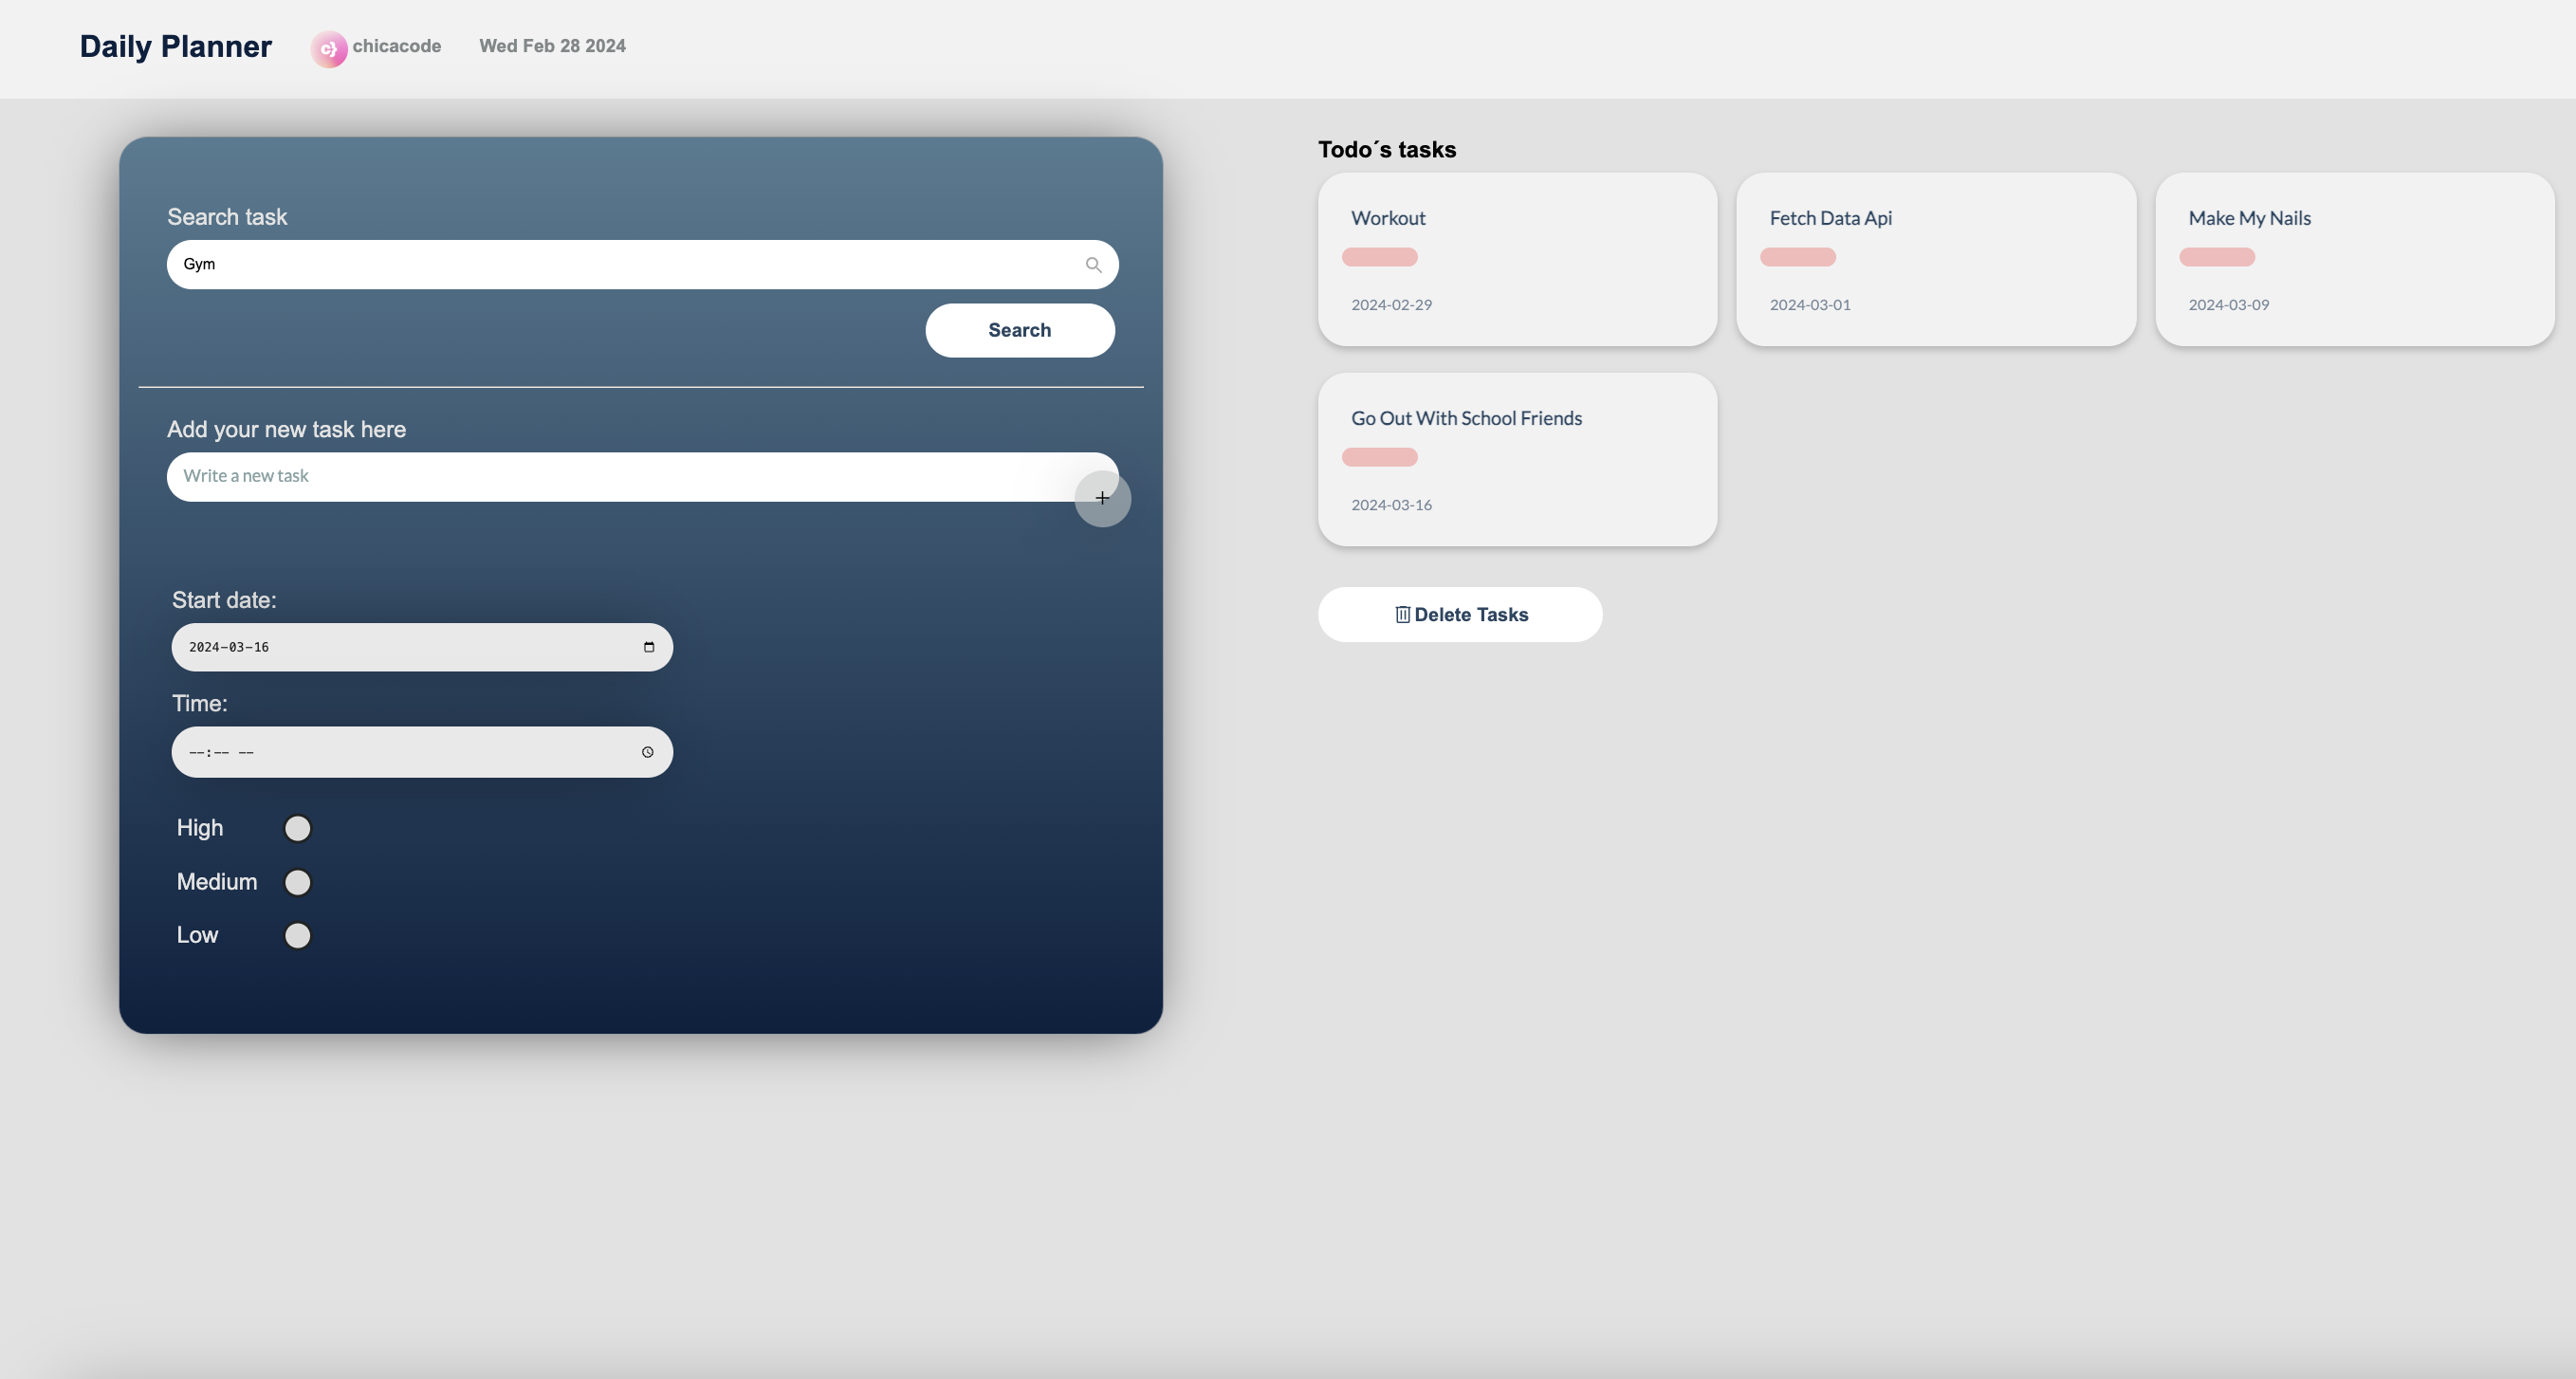 Daily Planner
c} chicacode
Wed Feb 28 2024
Search task
Gym
Search
Add your new task here
Write a new task
+
Start date:
2024-03-16
Time:
--:-- --
High
Medium
Low
Todo´s tasks
Workout
2024-02-29
Fetch Data Api
2024-03-01
Make My Nails
2024-03-09
Go Out With School Friends
2024-03-16
Delete Tasks